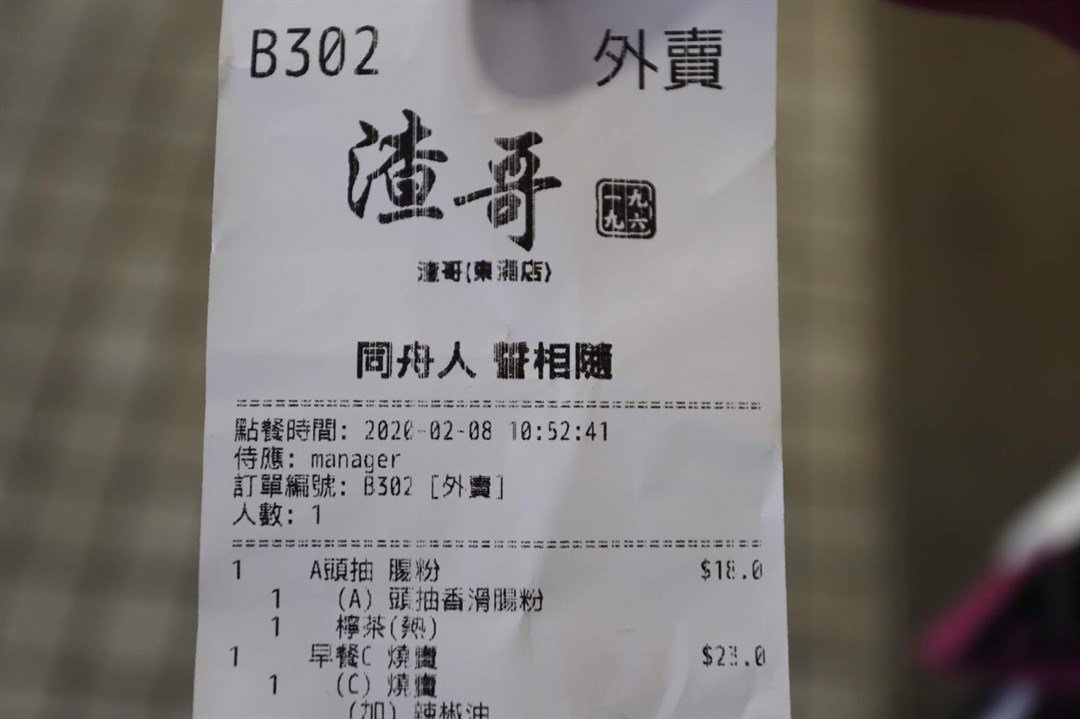 B302 外賣
渣哥
一九九六
渣哥(東涌店)
同舟人 誓相隨
點餐時間: 2020-02-08 10:52:41
侍應: manager
訂單編號: B302 [外賣]
人數: 1
1 A頭抽 腸粉 $18.0
1 (A) 頭抽香滑腸粉
1 檸茶(熱)
1 早餐C 燒賣 $23.0
1 (C) 燒賣
(加) 辣椒油